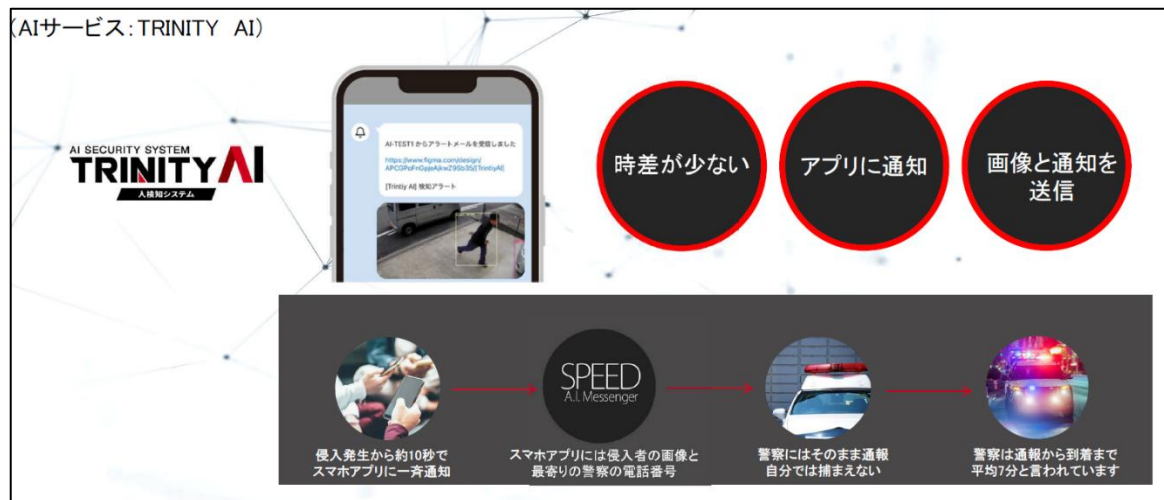 (AIサービス:TRINITY AI)
AI SECURITY SYSTEM
TRINITY AI
人検知システム
AI-TEST1 からアラートメールを受信しました
https://www.figma.com/design/
[Trintiy AI] 検知アラート
時差が少ない
アプリに通知
画像と通知を
送信
SPEED
A.I. Messenger
侵入発生から約10秒で
スマホアプリに一斉通知
スマホアプリには侵入者の画像と
最寄りの警察の電話番号
警察にはそのまま通報
自分では捕まえない
警察は通報から到着まで
平均7分と言われています